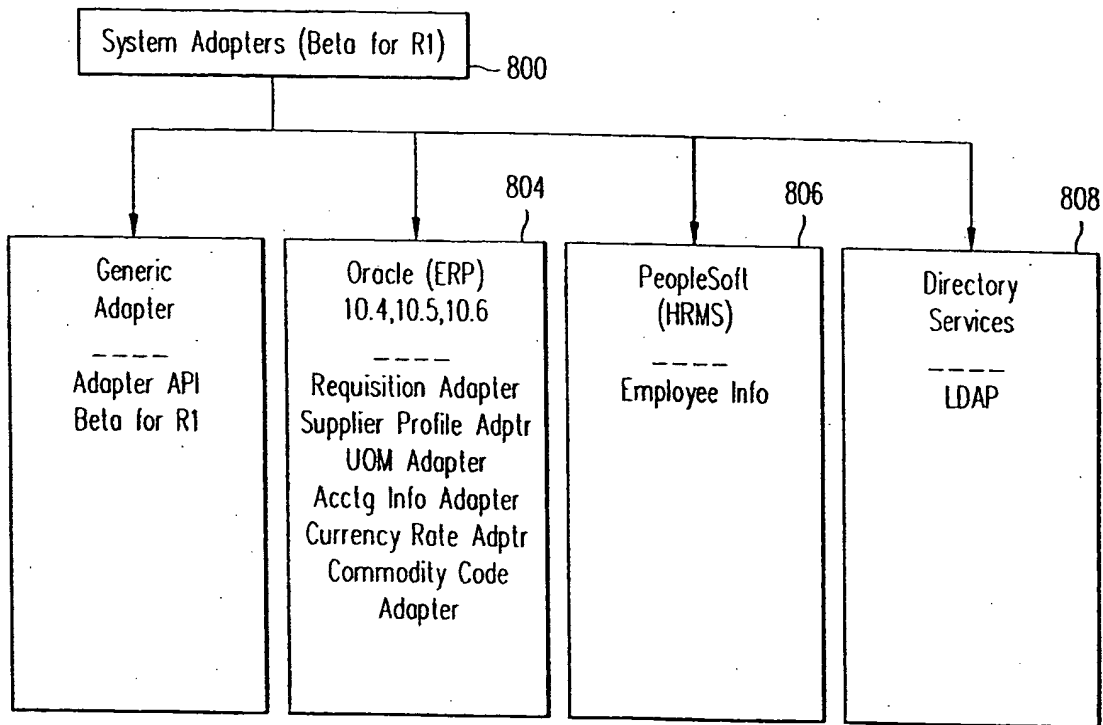 System Adapters (Beta for R1)
800
804
806
808
Generic
Adapter
Adapter API
Beta for R1
Oracle (ERP)
10.4,10.5,10.6
Requisition Adapter
Supplier Profile Adptr
UOM Adapter
Acctg Info Adapter
Currency Rate Adptr
Commodity Code
Adapter
PeopleSoft
(HRMS)
Employee Info
Directory
Services
LDAP